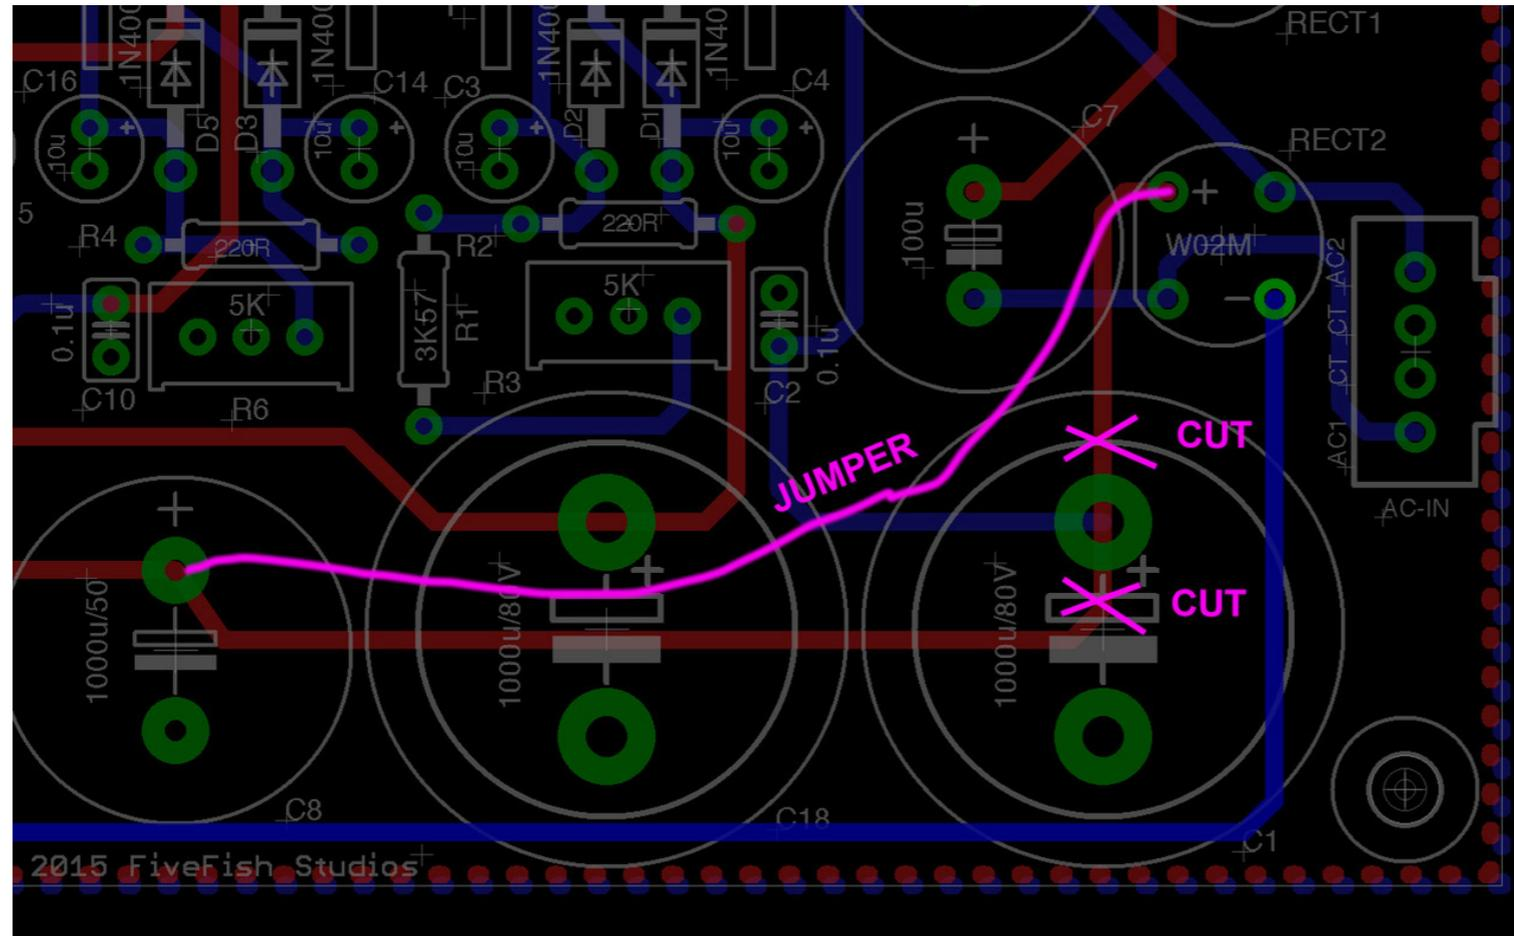 RECT1
1N400
1N400
1N400
1N40
C16
C14
C3
C4
C7
RECT2
10u
D5
D3
10u
10u
D2
D1
10u
+
+
+
+
+
+
5
R4
220R
R2
220R
100u
W02M
AC2
CT
CT
AC1
−
5K
5K
0.1u
3K57
R1
0.1u
C10
R6
R3
C2
JUMPER
CUT
AC-IN
+
+
+
1000u/50
1000u/80V
1000u/80V
CUT
C8
C18
C1
2015 FiveFish Studios